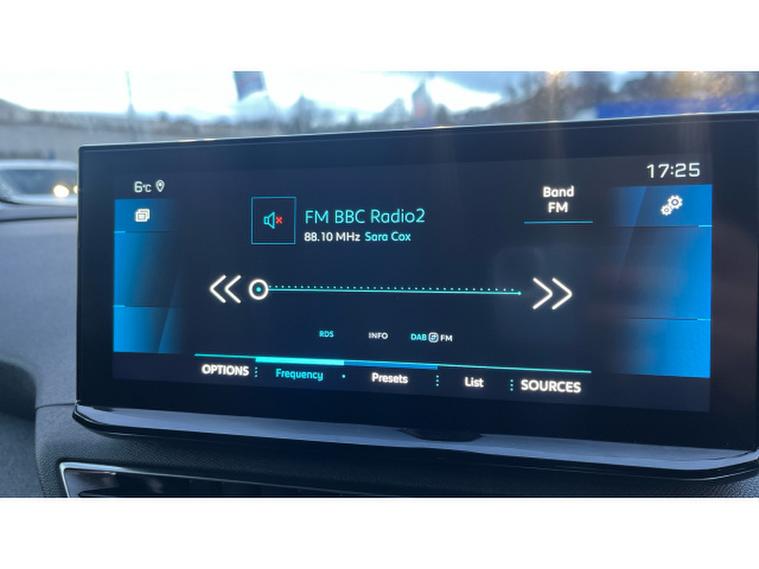 6°C
17:25
Band
FM
FM BBC Radio2
88.10 MHz Sara Cox
RDS INFO DAB FM
OPTIONS Frequency Presets List SOURCES